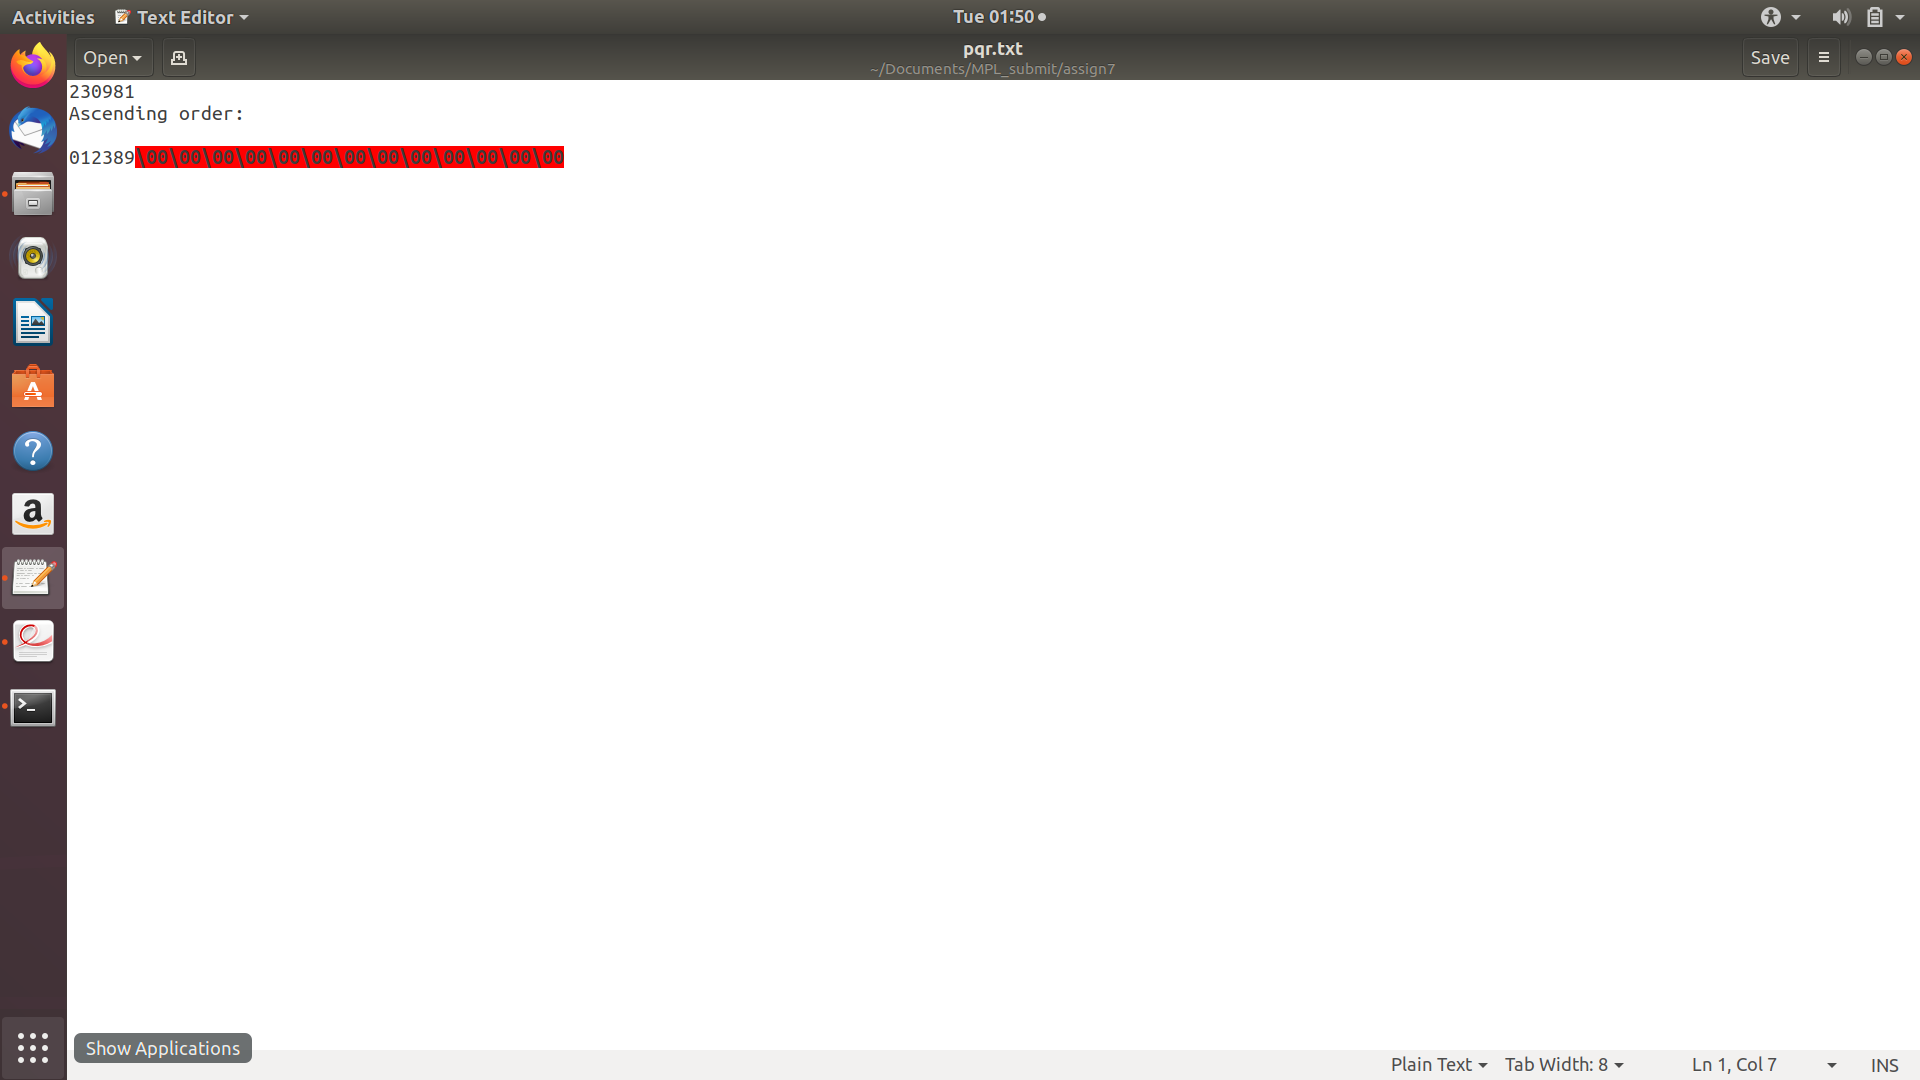 Activities Text Editor Tue 01:50
Open pqr.txt Save
~/Documents/MPL_submit/assign7
230981
Ascending order:
012389\00\00\00\00\00\00\00\00\00\00\00\00\00
Show Applications
Plain Text Tab Width: 8 Ln 1, Col 7 INS